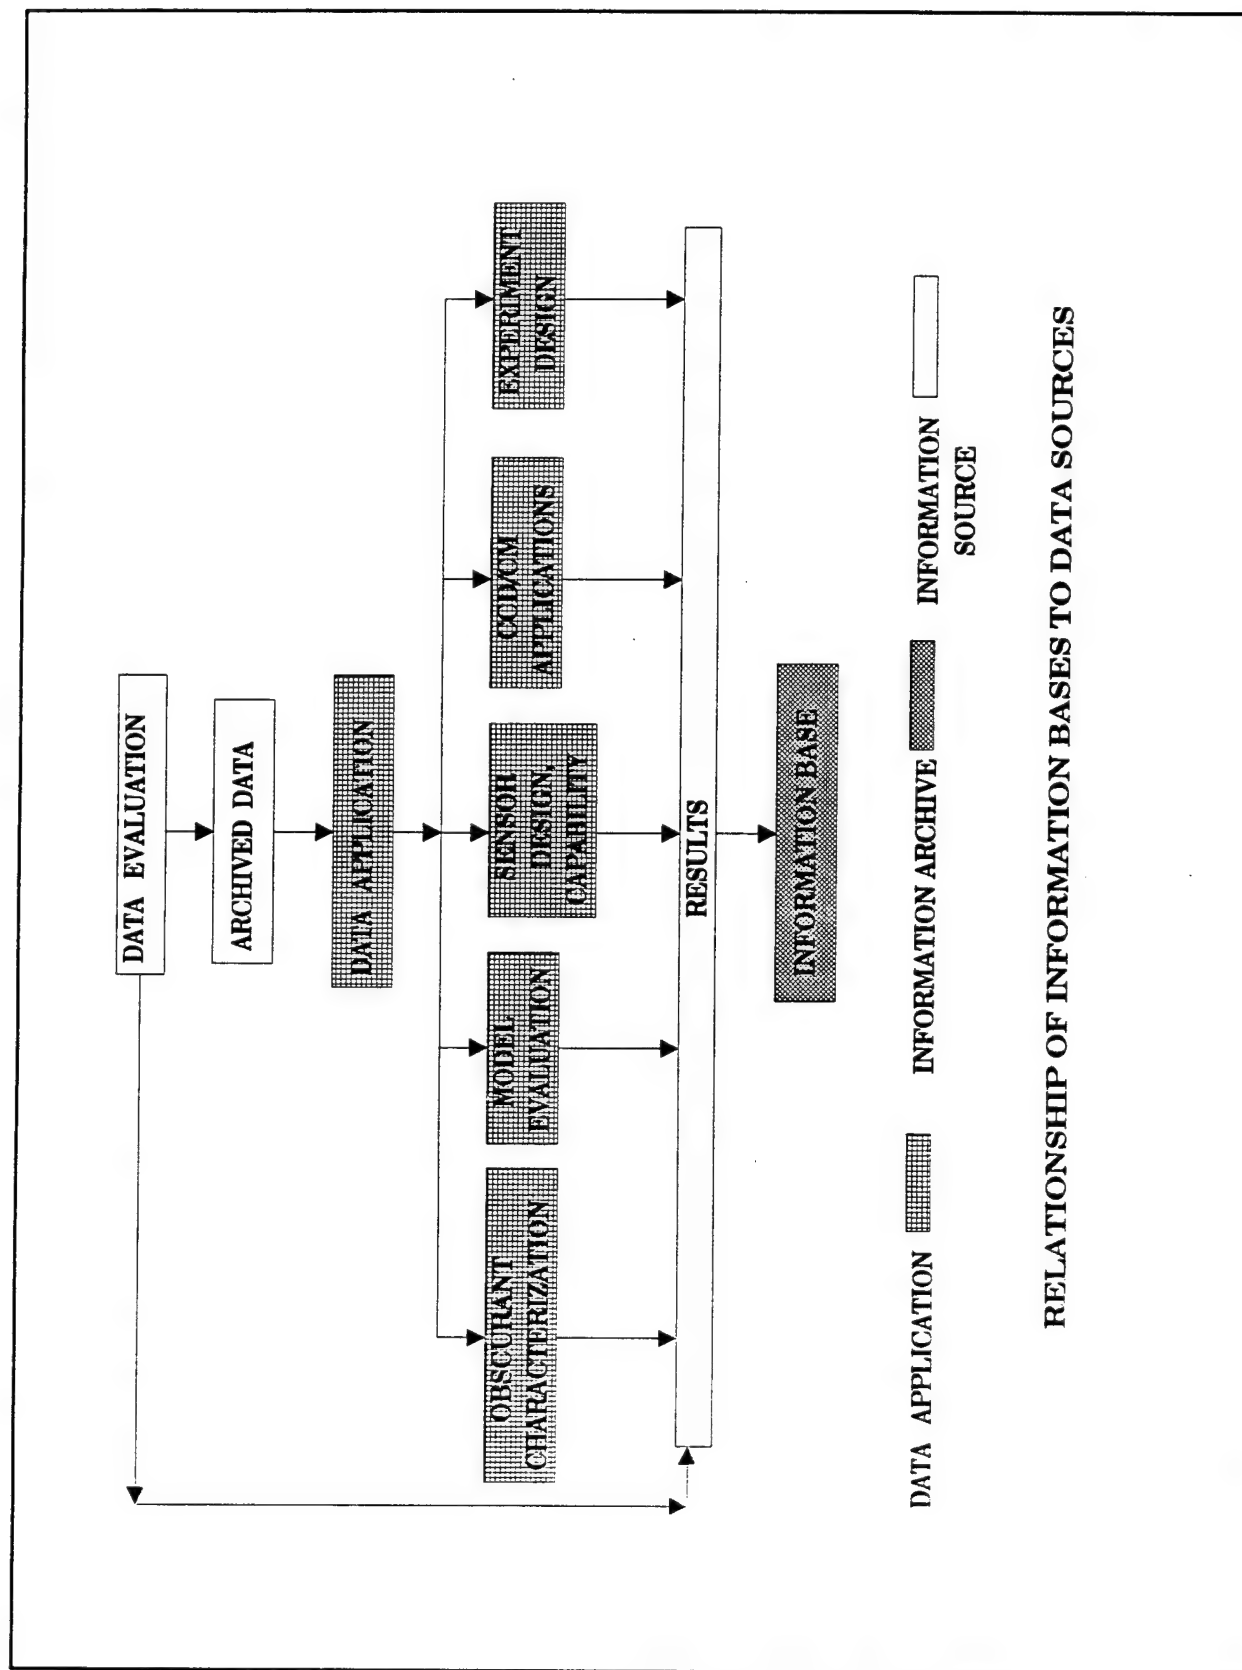 DATA EVALUATION
ARCHIVED DATA
DATA APPLICATION
OBSCURANT
CHARACTERIZATION
MODEL
EVALUATION
SENSOR
DESIGN,
CAPABILITY
CCD/CM
APPLICATIONS
EXPERIMENT
DESIGN
RESULTS
INFORMATION BASE
DATA APPLICATION
INFORMATION ARCHIVE
INFORMATION
SOURCE
RELATIONSHIP OF INFORMATION BASES TO DATA SOURCES